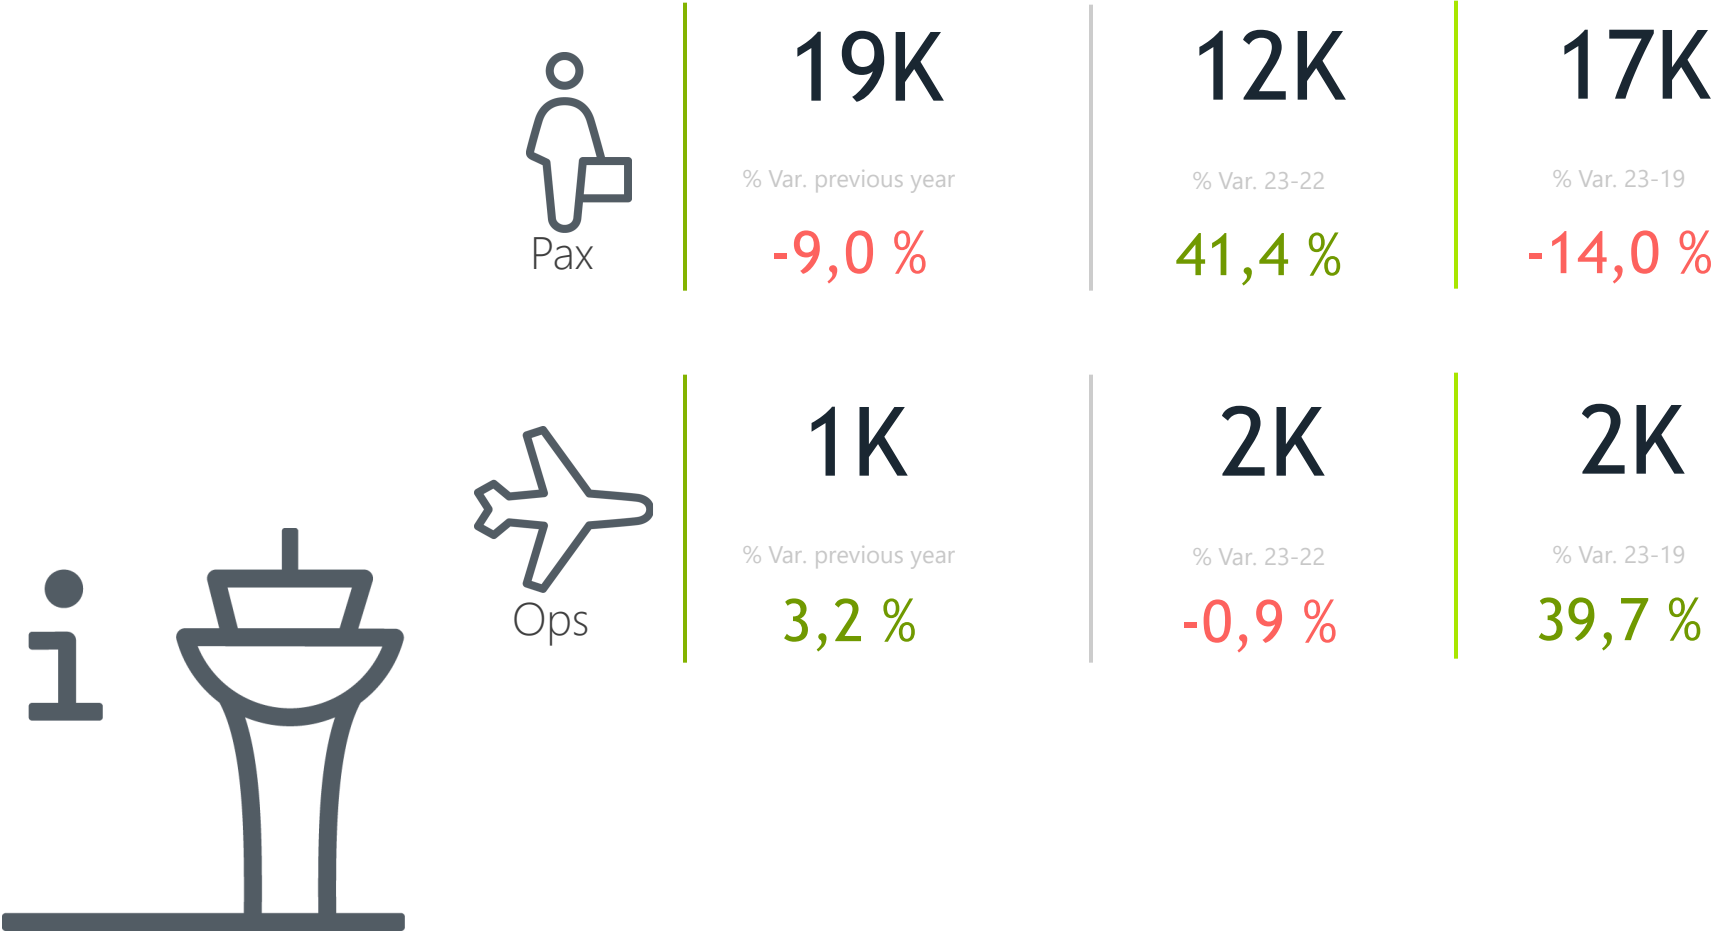 19K
12K
17K
% Var. previous year
% Var. 23-22
% Var. 23-19
-9,0 %
41,4 %
-14,0 %
Pax
1K
2K
2K
% Var. previous year
% Var. 23-22
% Var. 23-19
3,2 %
-0,9 %
39,7 %
Ops